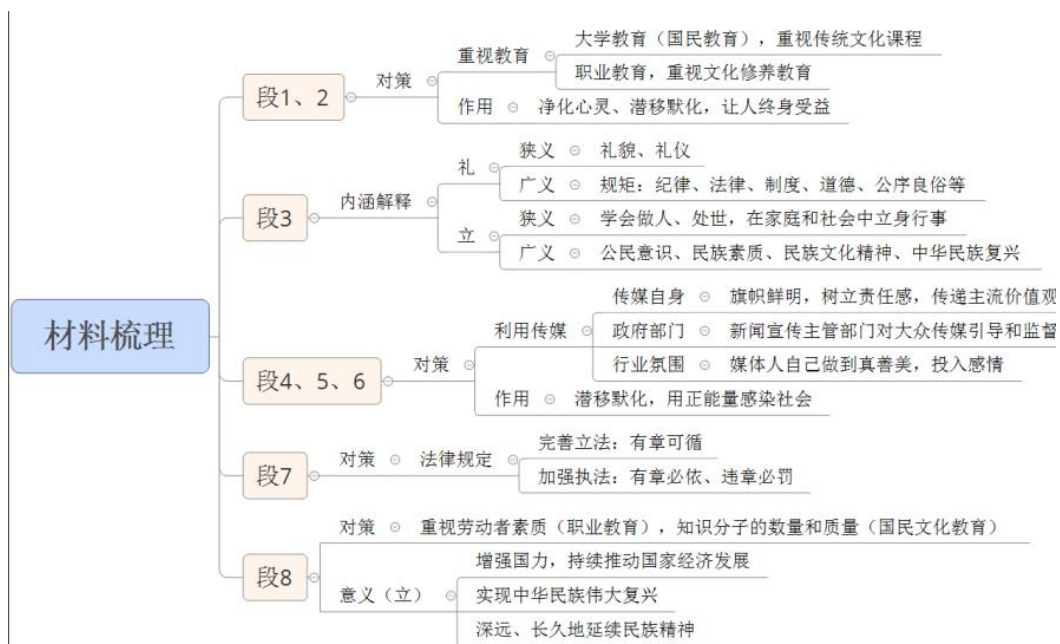 材料梳理
段1、2
对策
重视教育
大学教育（国民教育），重视传统文化课程
职业教育，重视文化修养教育
作用
净化心灵、潜移默化，让人终身受益
段3
内涵解释
礼
狭义
礼貌、礼仪
广义
规矩：纪律、法律、制度、道德、公序良俗等
立
狭义
学会做人、处世，在家庭和社会中立身行事
广义
公民意识、民族素质、民族文化精神、中华民族复兴
段4、5、6
对策
利用传媒
传媒自身
旗帜鲜明，树立责任感，传递主流价值观
政府部门
新闻宣传主管部门对大众传媒引导和监督
行业氛围
媒体人自己做到真善美，投入感情
作用
潜移默化，用正能量感染社会
段7
对策
法律规定
完善立法：有章可循
加强执法：有章必依、违章必罚
段8
对策
重视劳动者素质（职业教育），知识分子的数量和质量（国民文化教育）
意义（立）
增强国力，持续推动国家经济发展
实现中华民族伟大复兴
深远、长久地延续民族精神